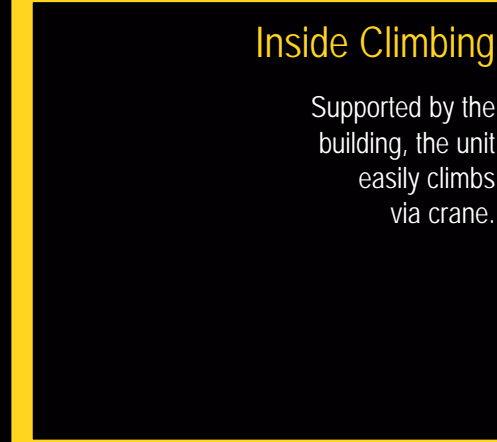 Inside Climbing
Supported by the
building, the unit
easily climbs
via crane.